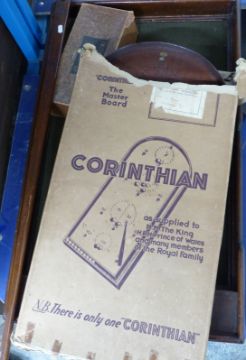 "CORINTHIAN"
The
Master
Board
CORINTHIAN
as supplied to
H.M. The King
H.R.H. Prince of Wales
and many members
of the Royal Family
N.B. There is only one "CORINTHIAN"